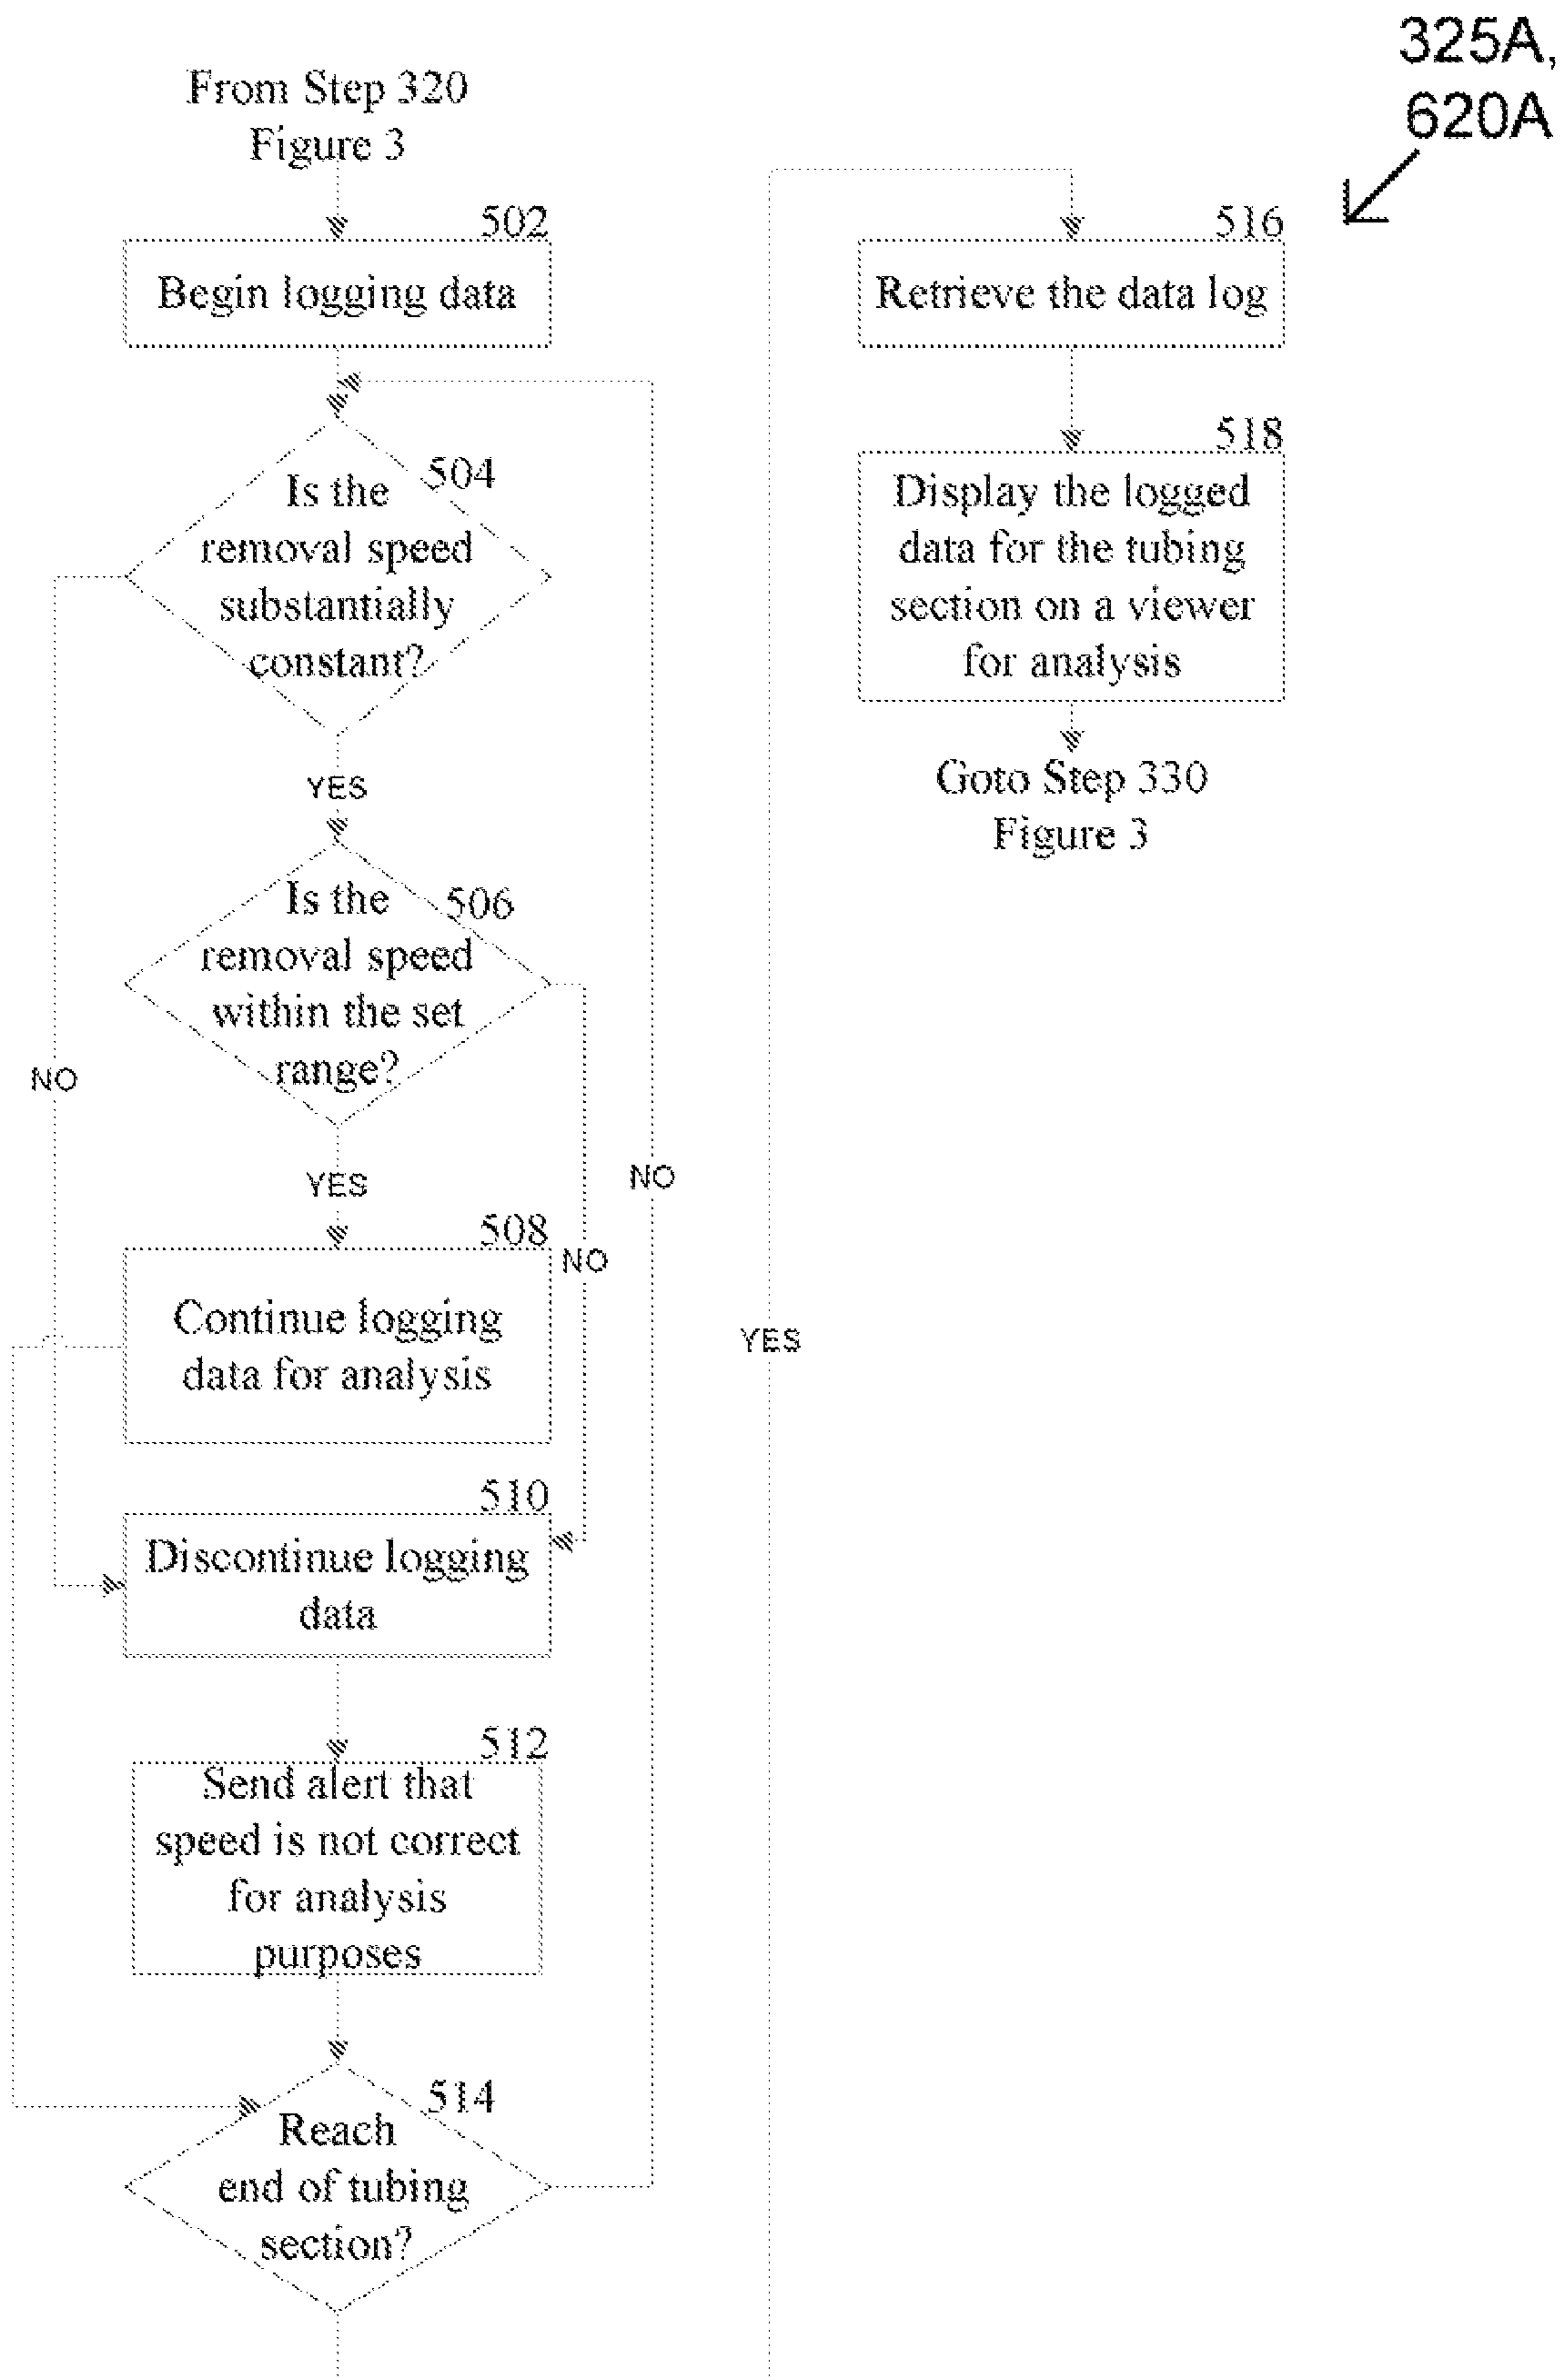 325A,
620A
From Step 320
Figure 3
502
Begin logging data
504
Is the
removal speed
substantially
constant?
YES
506
Is the
removal speed
within the set
range?
NO
YES
NO
508
NO
Continue logging
data for analysis
510
Discontinue logging
data
512
Send alert that
speed is not correct
for analysis
purposes
514
Reach
end of tubing
section?
YES
516
Retrieve the data log
518
Display the logged
data for the tubing
section on a viewer
for analysis
Goto Step 330
Figure 3